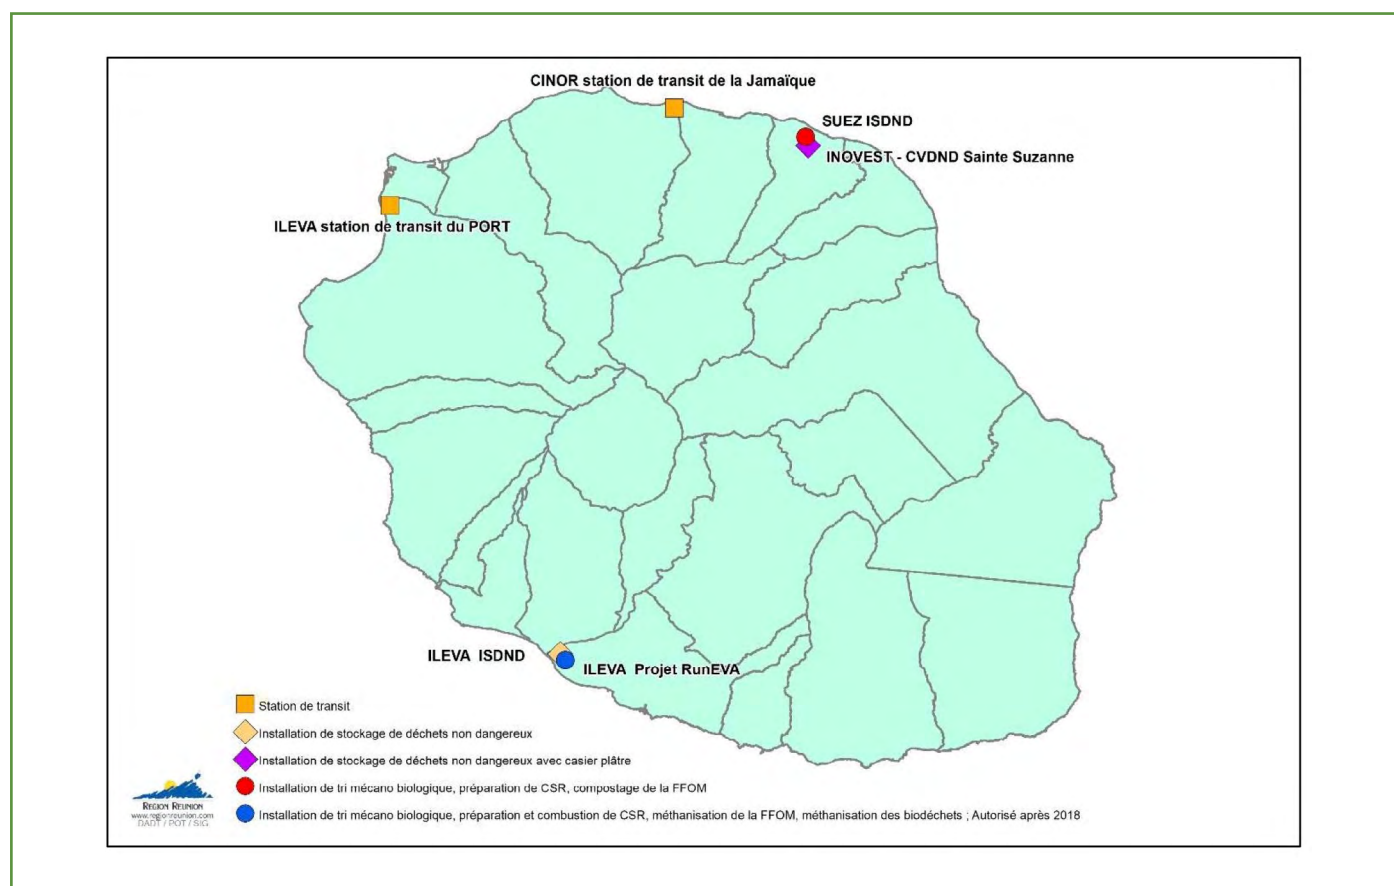 CINOR station de transit de la Jamaïque
SUEZ ISDND
INOVEST - CVDND Sainte Suzanne
ILEVA station de transit du PORT
ILEVA ISDND
ILEVA Projet RunEVA
Station de transit
Installation de stockage de déchets non dangereux
Installation de stockage de déchets non dangereux avec casier plâtre
Installation de tri mécano biologique, préparation de CSR, compostage de la FFOM
Installation de tri mécano biologique, préparation et combustion de CSR, méthanisation de la FFOM, méthanisation des biodéchets ; Autorisé après 2018
REGION REUNION
www.regionreunion.com
DADT / POT / SIG